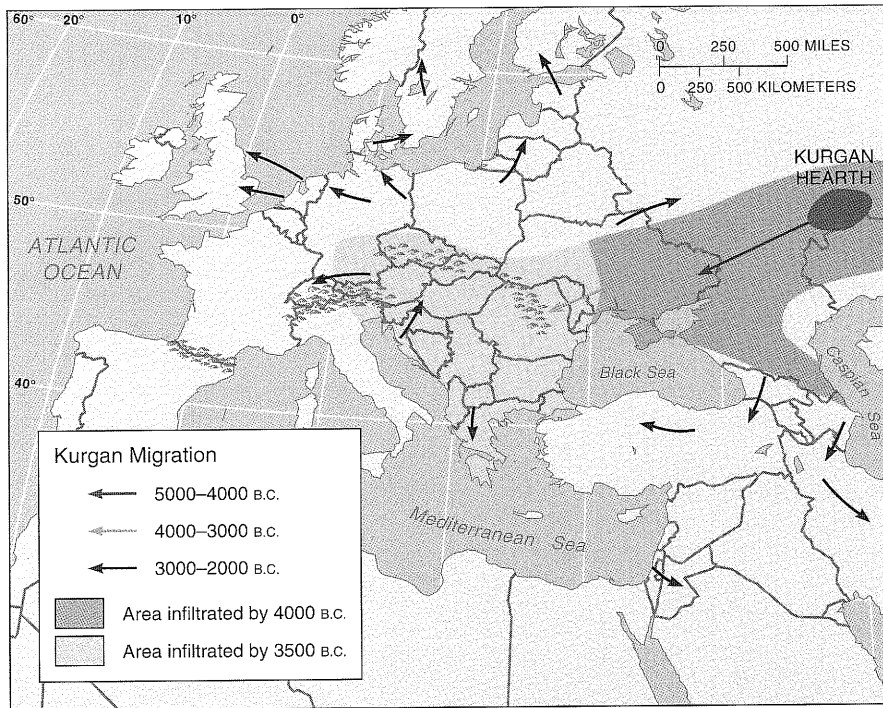 60°
20°
10°
0°
0 250 500 MILES
0 250 500 KILOMETERS
KURGAN
HEARTH
50°
ATLANTIC
OCEAN
40°
Black Sea
Caspian
Sea
Mediterranean Sea
Kurgan Migration
5000–4000 B.C.
4000–3000 B.C.
3000–2000 B.C.
Area infiltrated by 4000 B.C.
Area infiltrated by 3500 B.C.